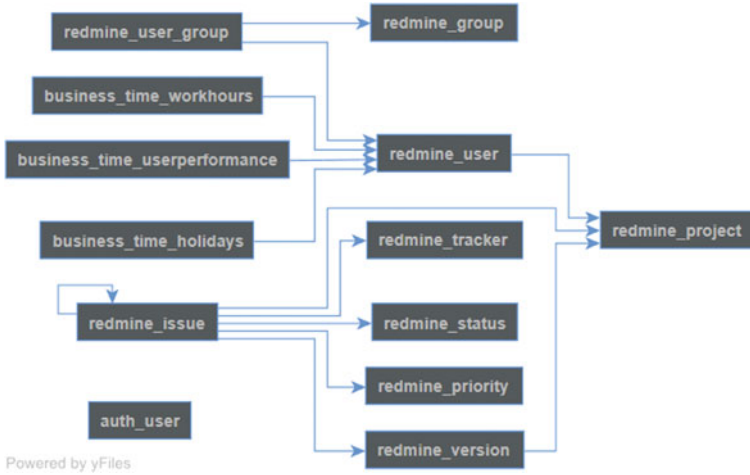 redmine_user_group
redmine_group
business_time_workhours
business_time_userperformance
redmine_user
business_time_holidays
redmine_tracker
redmine_project
redmine_issue
redmine_status
redmine_priority
auth_user
redmine_version
Powered by yFiles